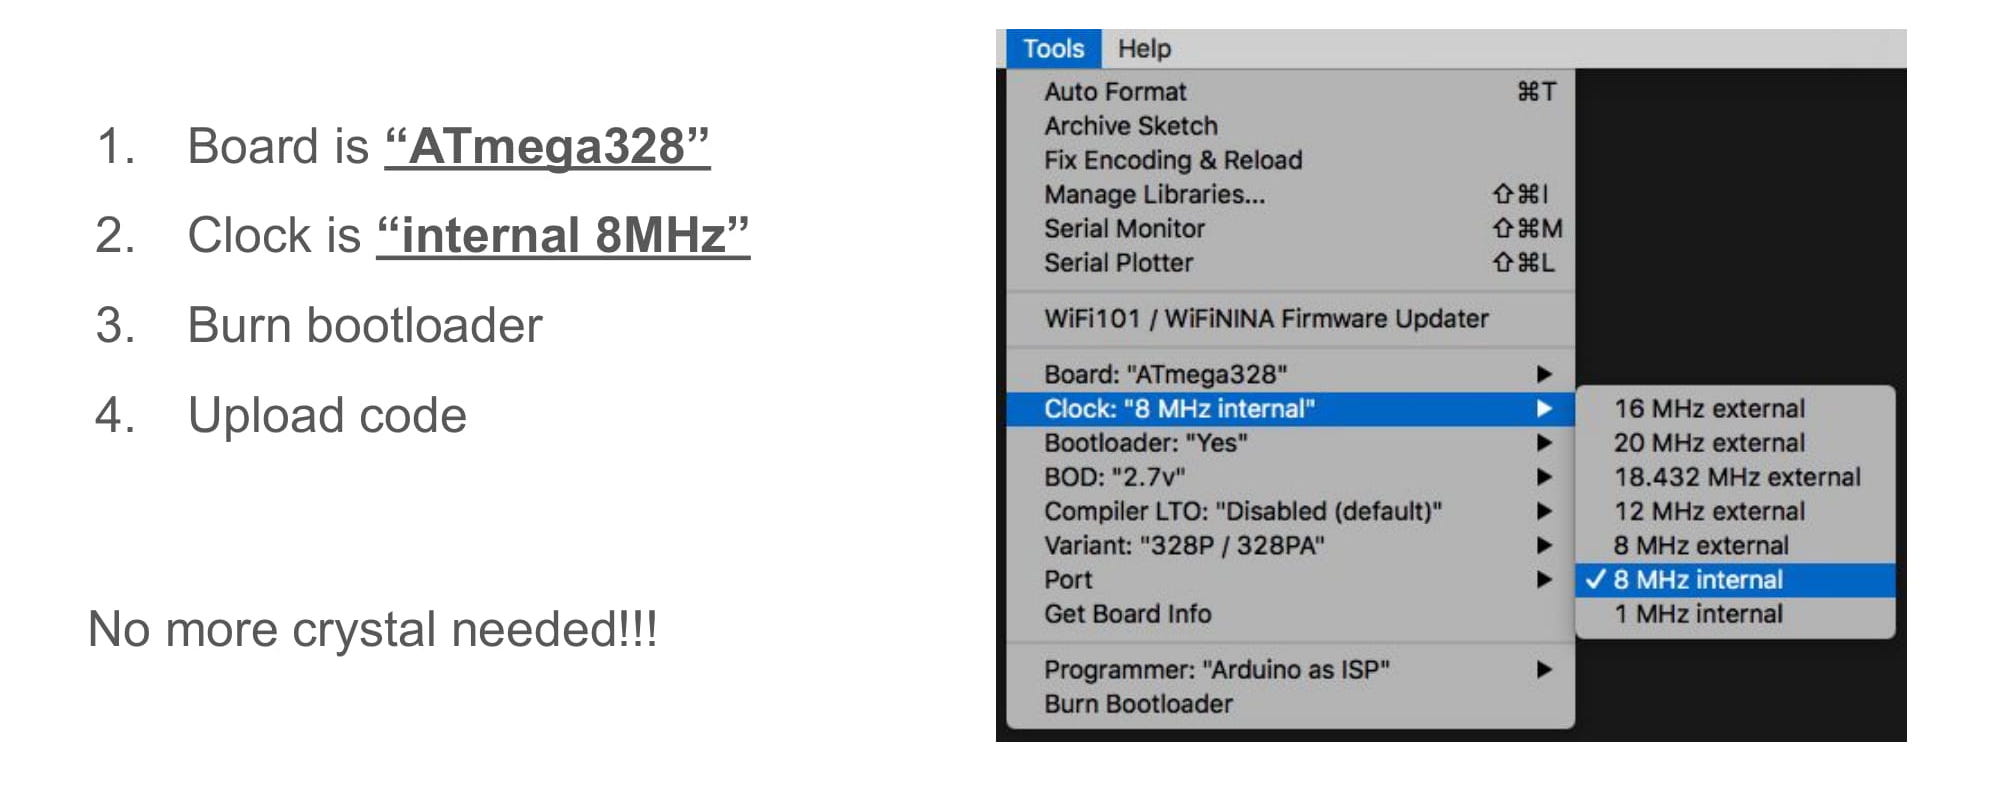 1. Board is “ATmega328”
2. Clock is “internal 8MHz”
3. Burn bootloader
4. Upload code
No more crystal needed!!!
Tools Help
Auto Format ⌘T
Archive Sketch
Fix Encoding & Reload
Manage Libraries... ⇧⌘I
Serial Monitor ⇧⌘M
Serial Plotter ⇧⌘L
WiFi101 / WiFiNINA Firmware Updater
Board: "ATmega328"
Clock: "8 MHz internal"
Bootloader: "Yes"
BOD: "2.7v"
Compiler LTO: "Disabled (default)"
Variant: "328P / 328PA"
Port
Get Board Info
Programmer: "Arduino as ISP"
Burn Bootloader
16 MHz external
20 MHz external
18.432 MHz external
12 MHz external
8 MHz external
✓ 8 MHz internal
1 MHz internal